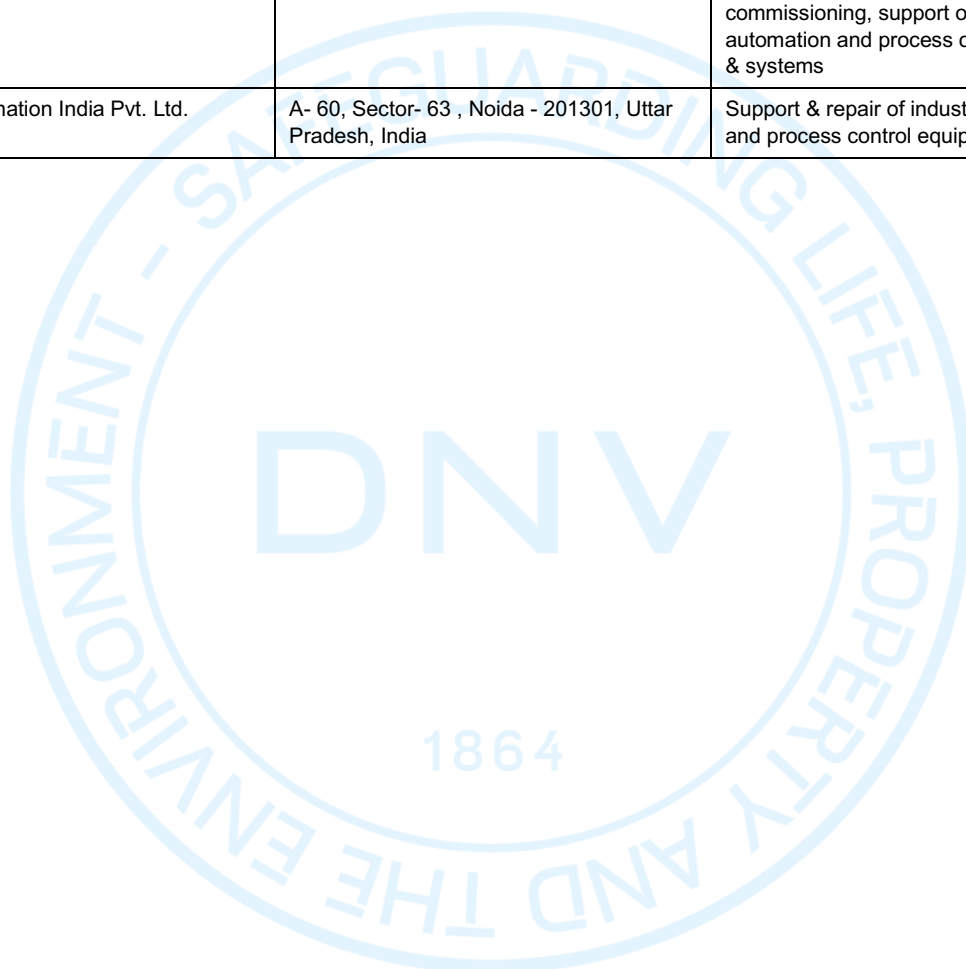 commissioning, support o
automation and process c
& systems
nation India Pvt. Ltd.
A- 60, Sector- 63 , Noida - 201301, Uttar
Pradesh, India
Support & repair of indust
and process control equip
SAFEGUARDING LIFE, PROPERTY AND THE ENVIRONMENT -
DNV
1864